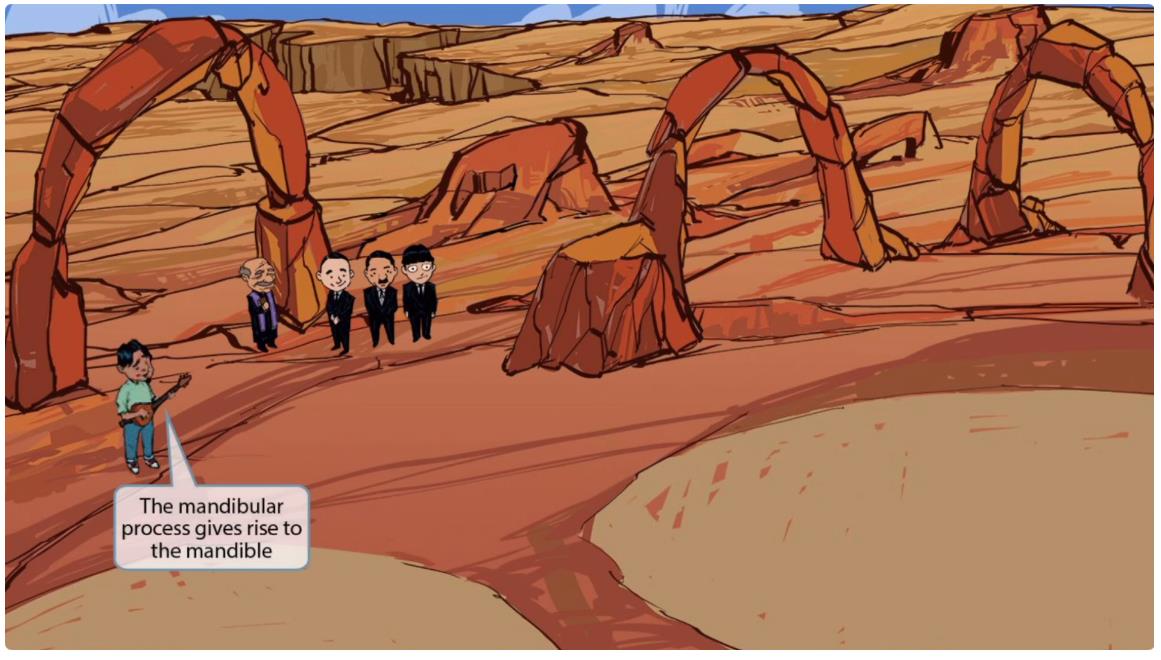 The mandibular
process gives rise to
the mandible